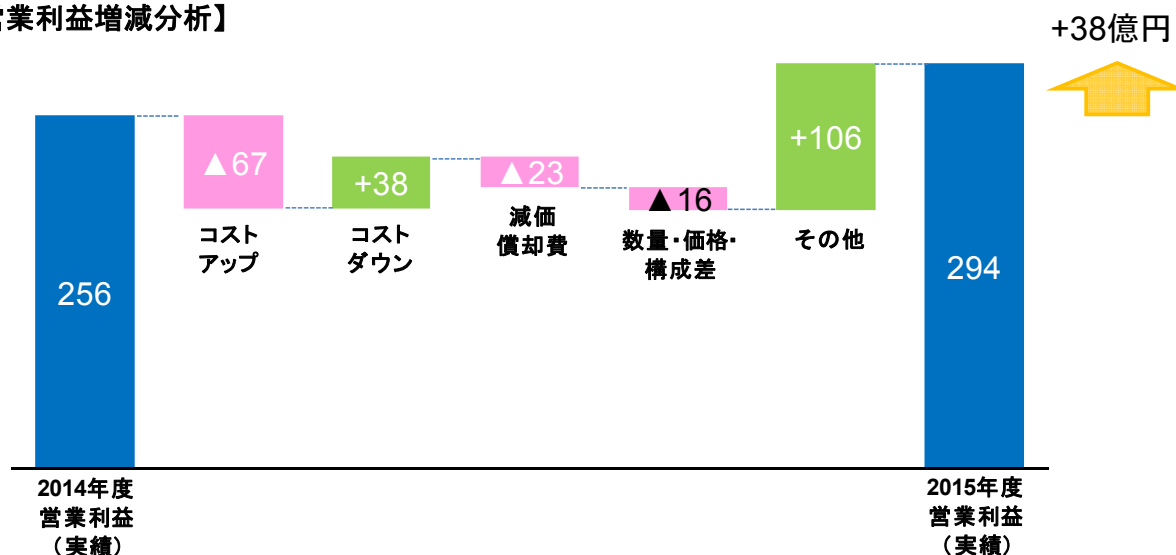 営業利益増減分析】
+38億円
256
▲67
コスト
アップ
+38
コスト
ダウン
▲23
減価
償却費
▲16
数量・価格・
構成差
+106
その他
294
2014年度
営業利益
（実績）
2015年度
営業利益
（実績）